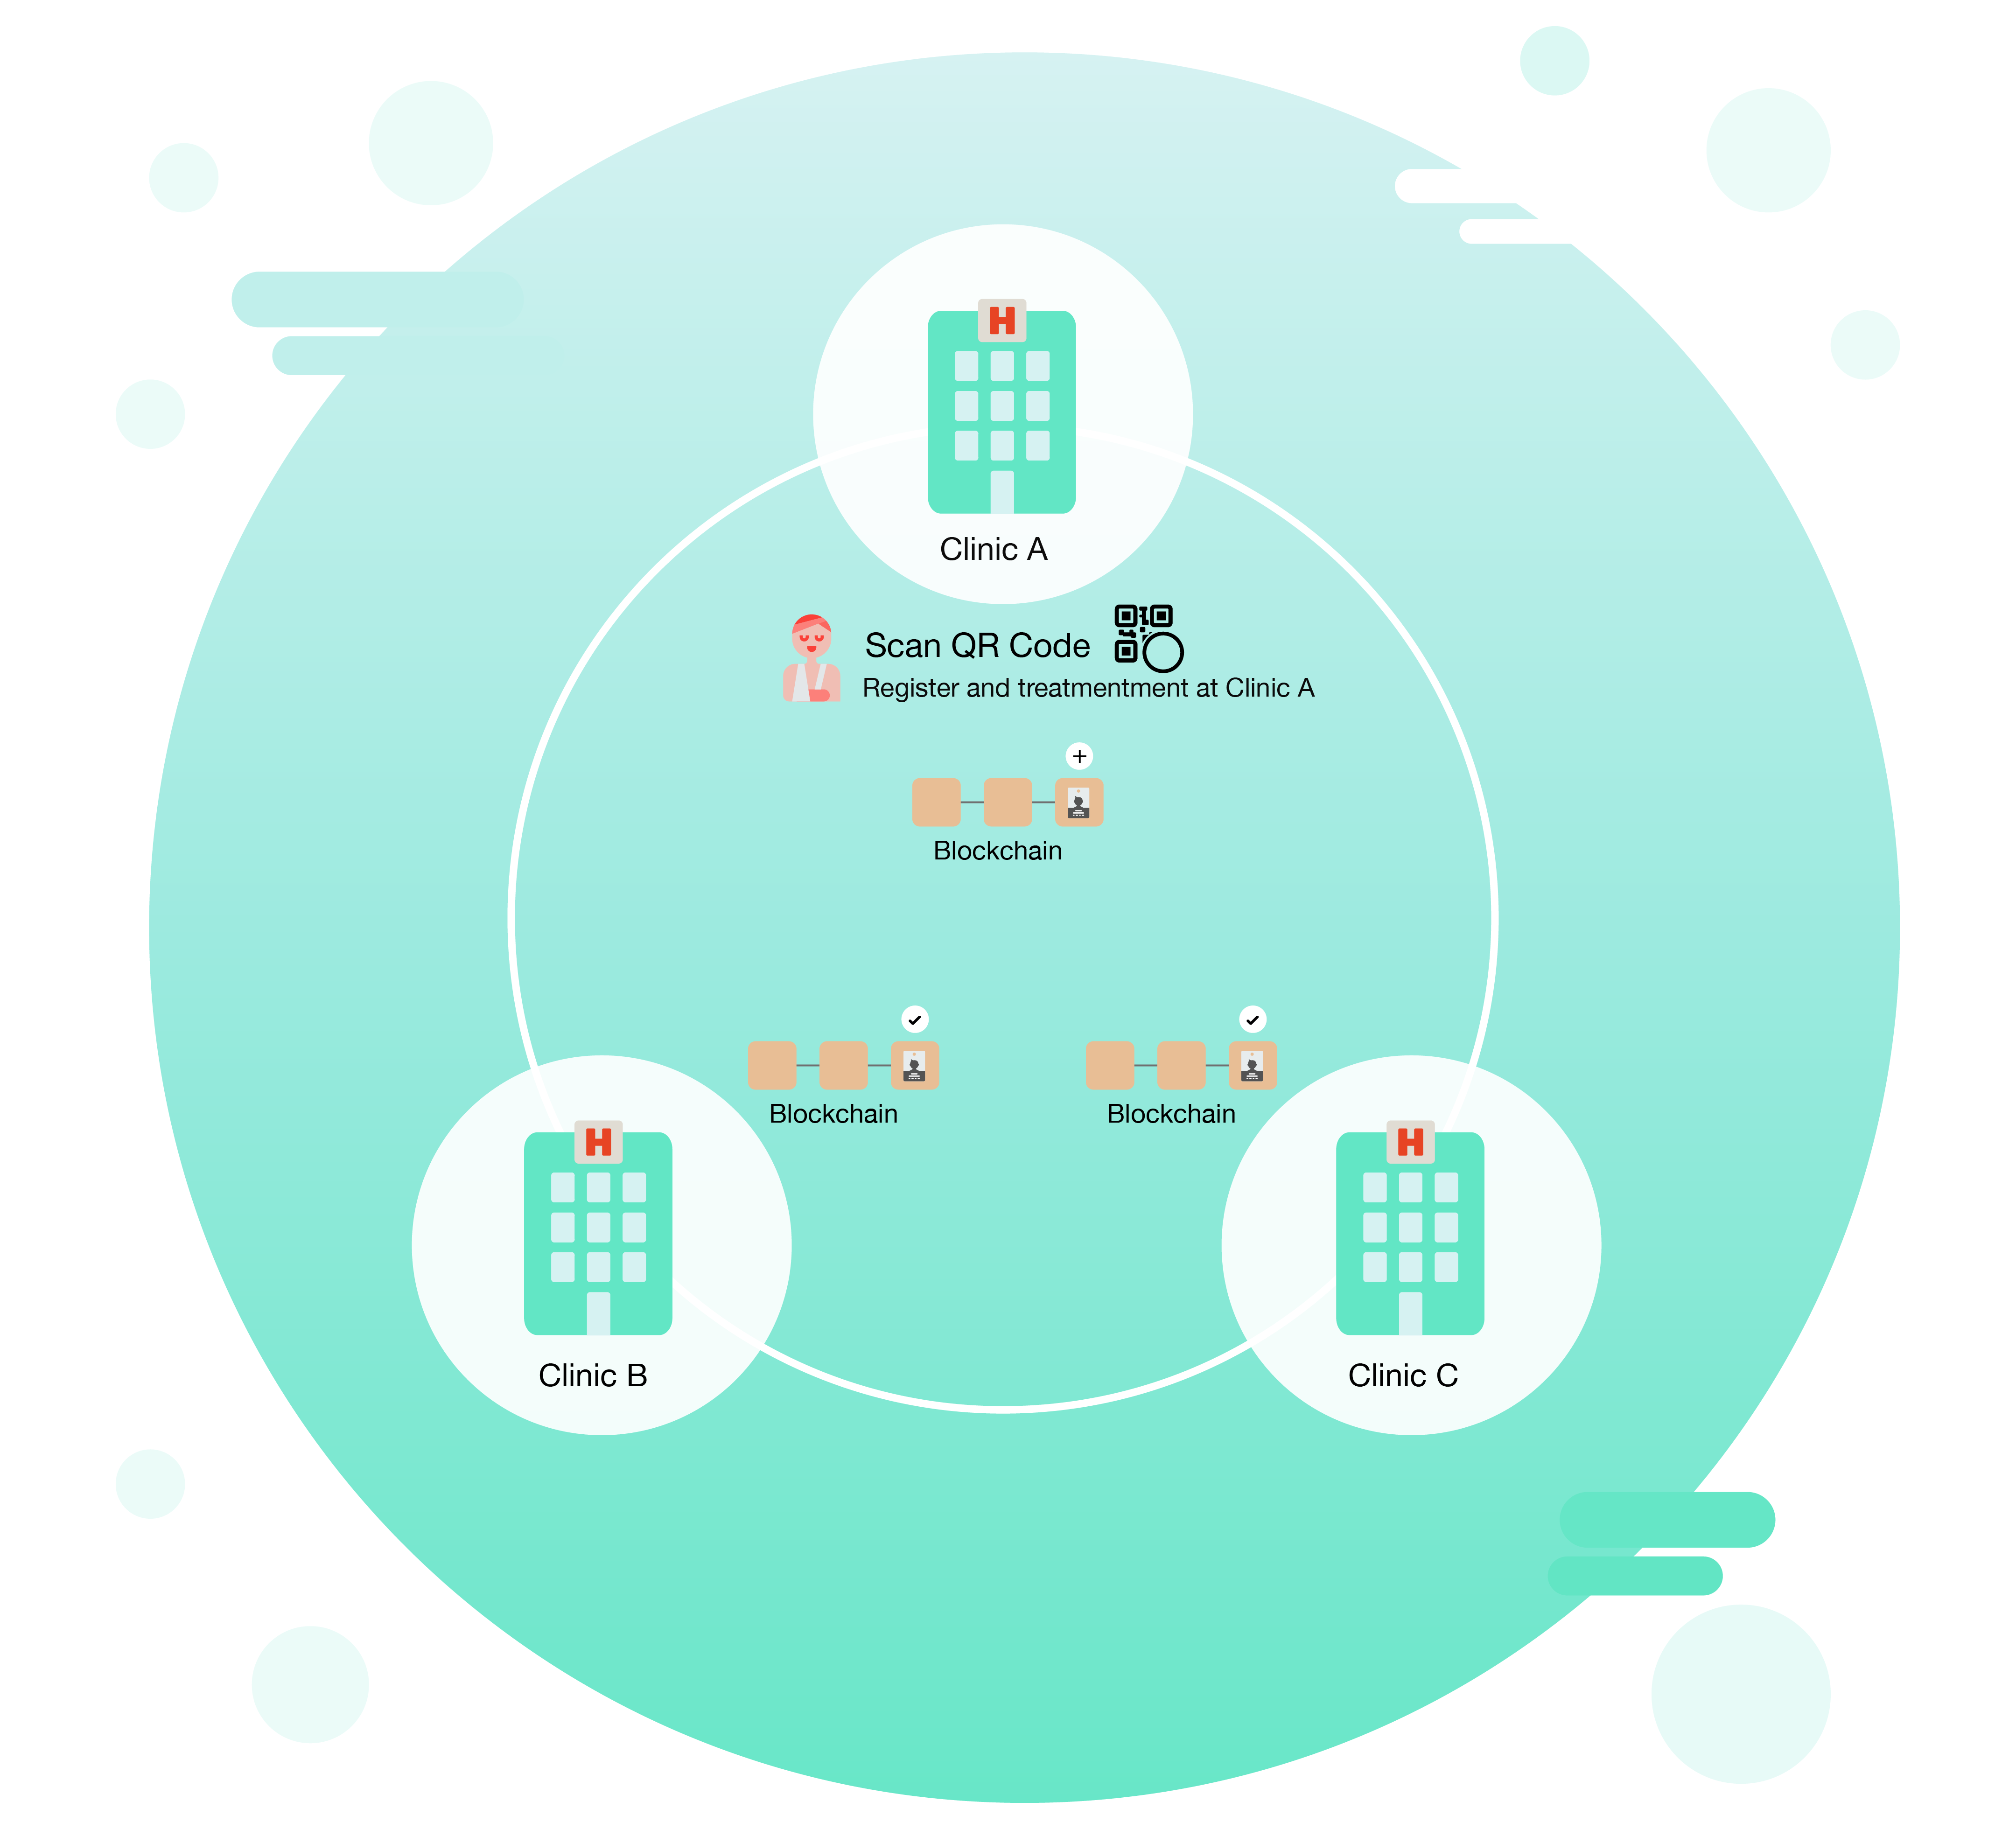 H
Clinic A
Scan QR Code
Register and treatmentment at Clinic A
Blockchain
Blockchain
Blockchain
H
H
Clinic B
Clinic C